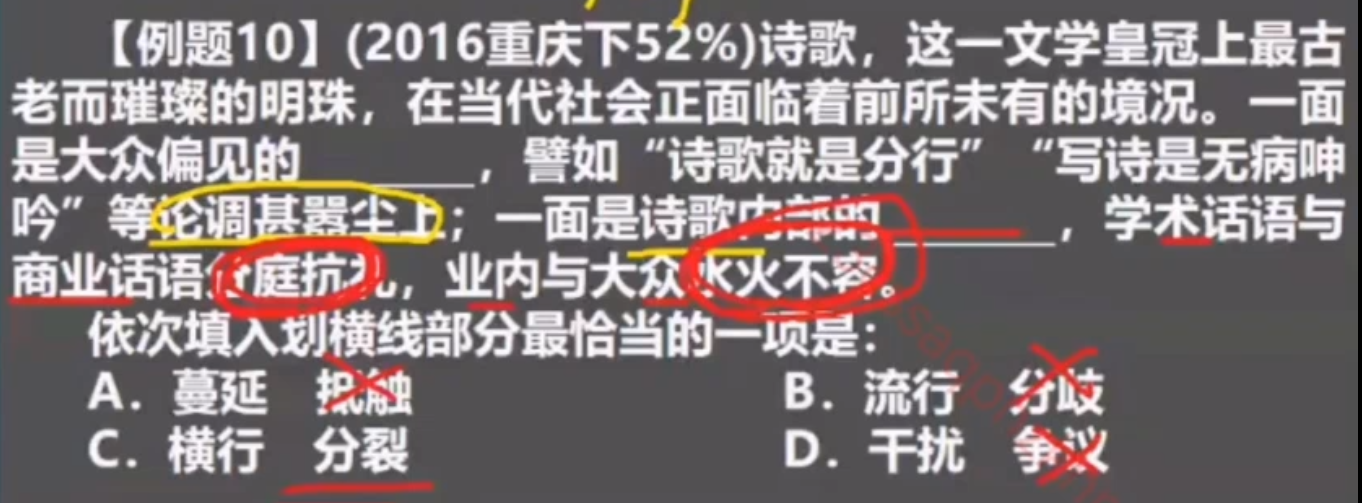 【例题10】(2016重庆下52%)诗歌，这一文学皇冠上最古
老而璀璨的明珠，在当代社会正面临着前所未有的境况。一面
是大众偏见的______，譬如“诗歌就是分行”“写诗是无病呻
吟”等论调甚嚣尘上；一面是诗歌内部的______，学术话语与
商业话语分庭抗礼，业内与大众水火不容。
依次填入划横线部分最恰当的一项是：
A．蔓延 抵触 B．流行 分歧
C．横行 分裂 D．干扰 争议